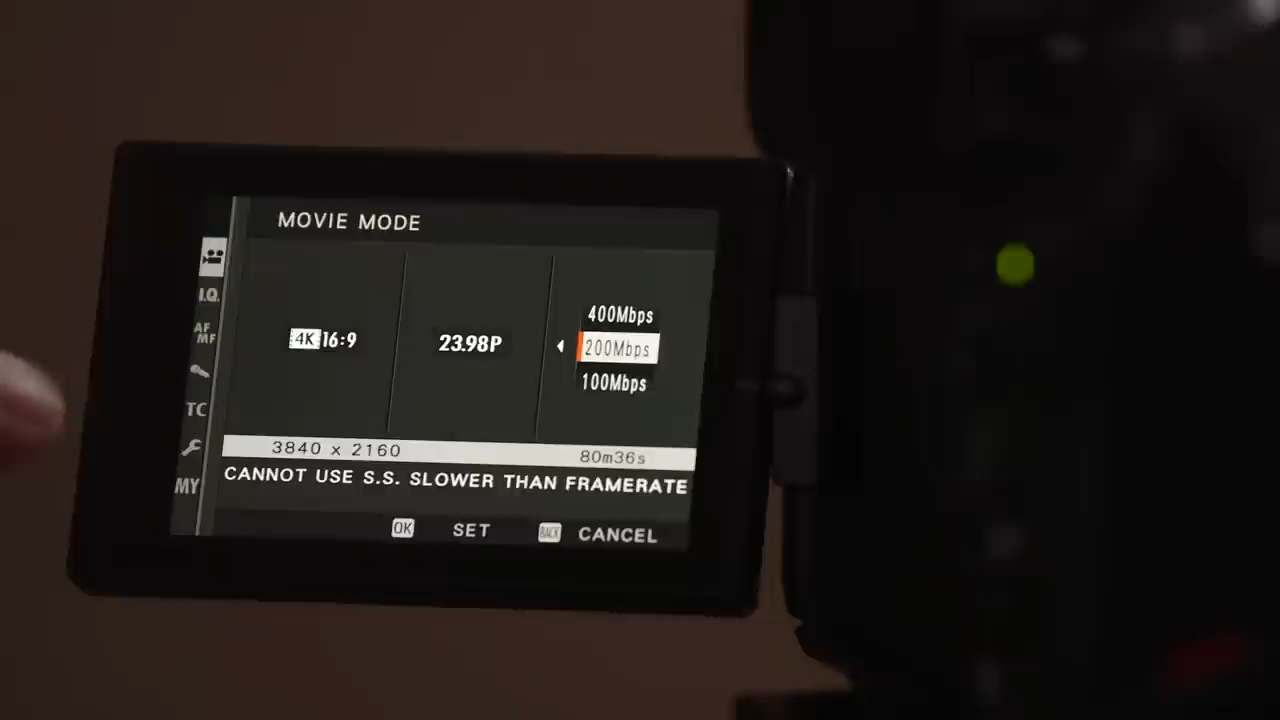 MOVIE MODE
I.Q.
AF
MF
TC
MY
4K 16:9
23.98P
400Mbps
200Mbps
100Mbps
3840 x 2160 80m36s
CANNOT USE S.S. SLOWER THAN FRAMERATE
OK SET BACK CANCEL